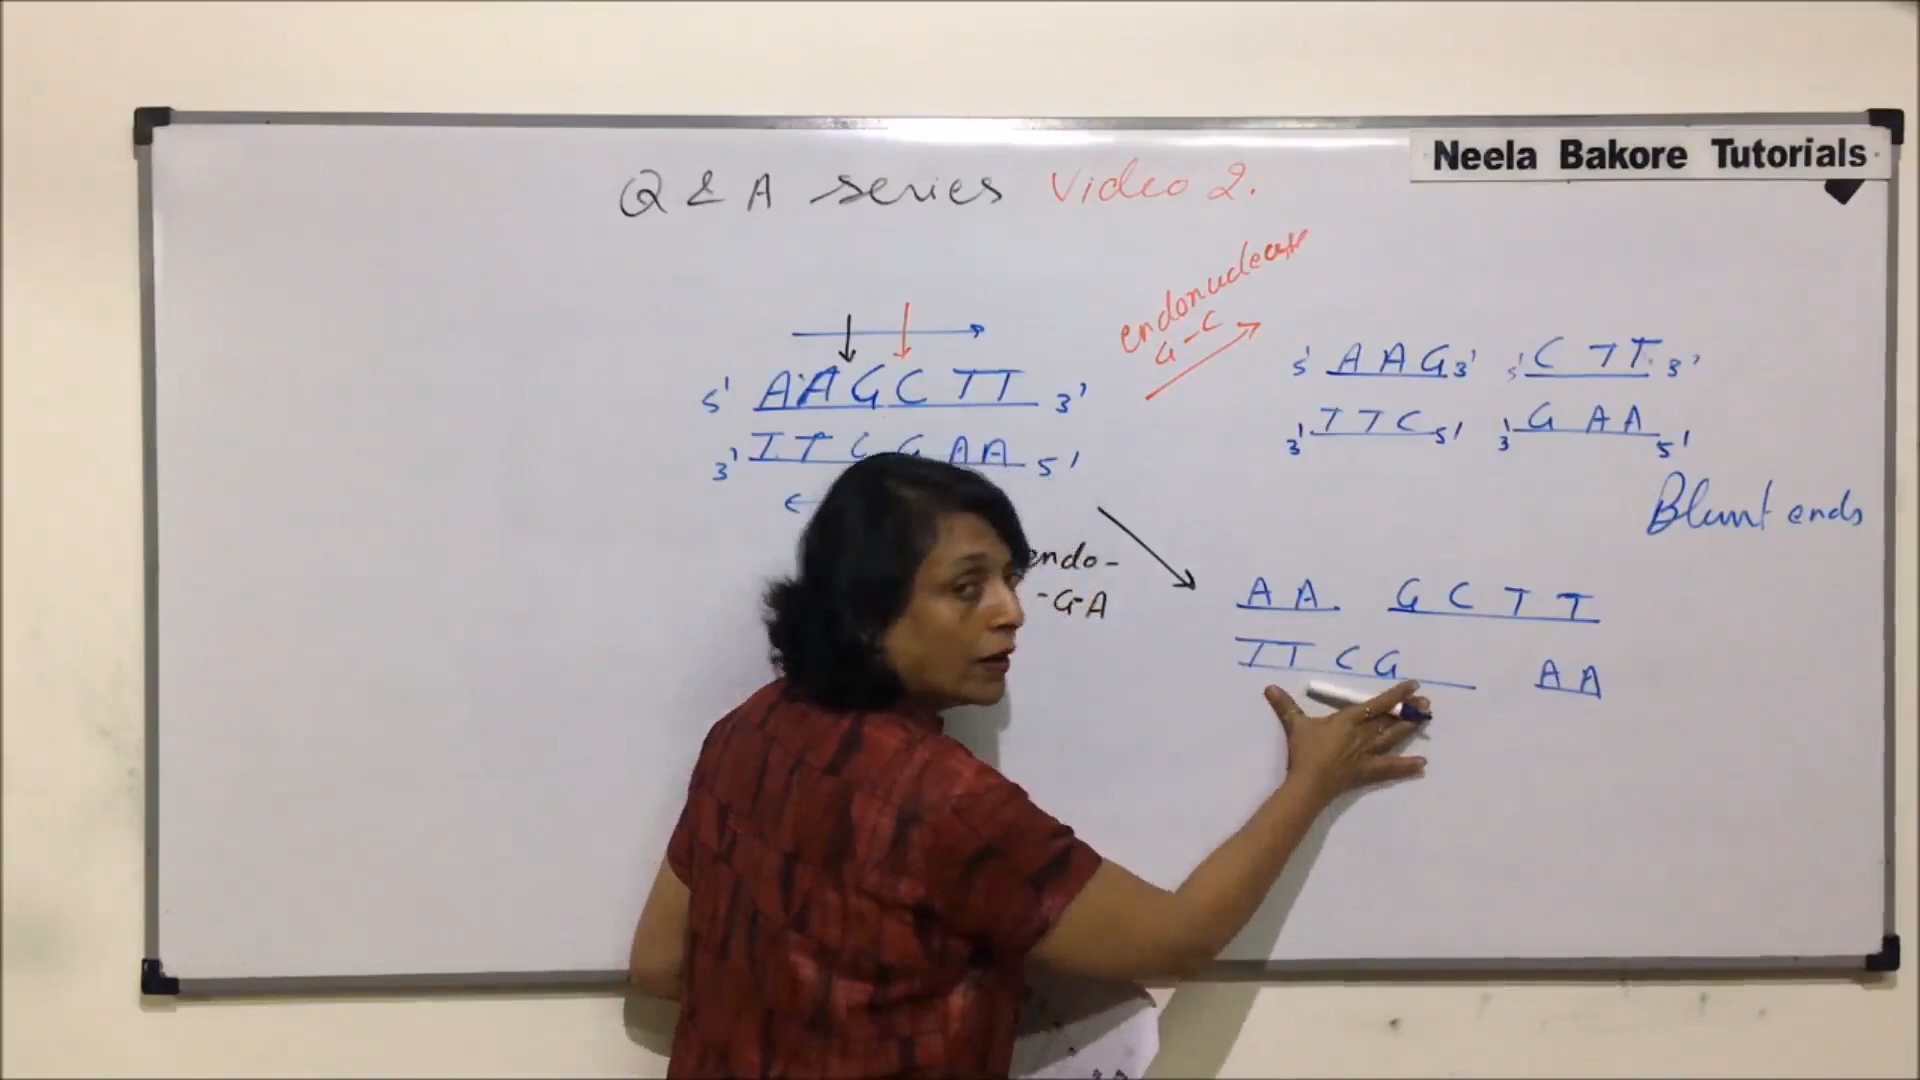 Neela Bakore Tutorials
Q & A series Video 2.
5' AAGCTT 3'
3' TTCGAA 5'
endonuclease
G-C
5' AAG 3' 5' CTT 3'
3' TTC 5' 3' GAA 5'
Blunt ends
endo-
-G-A
AA GCTT
TTCG AA